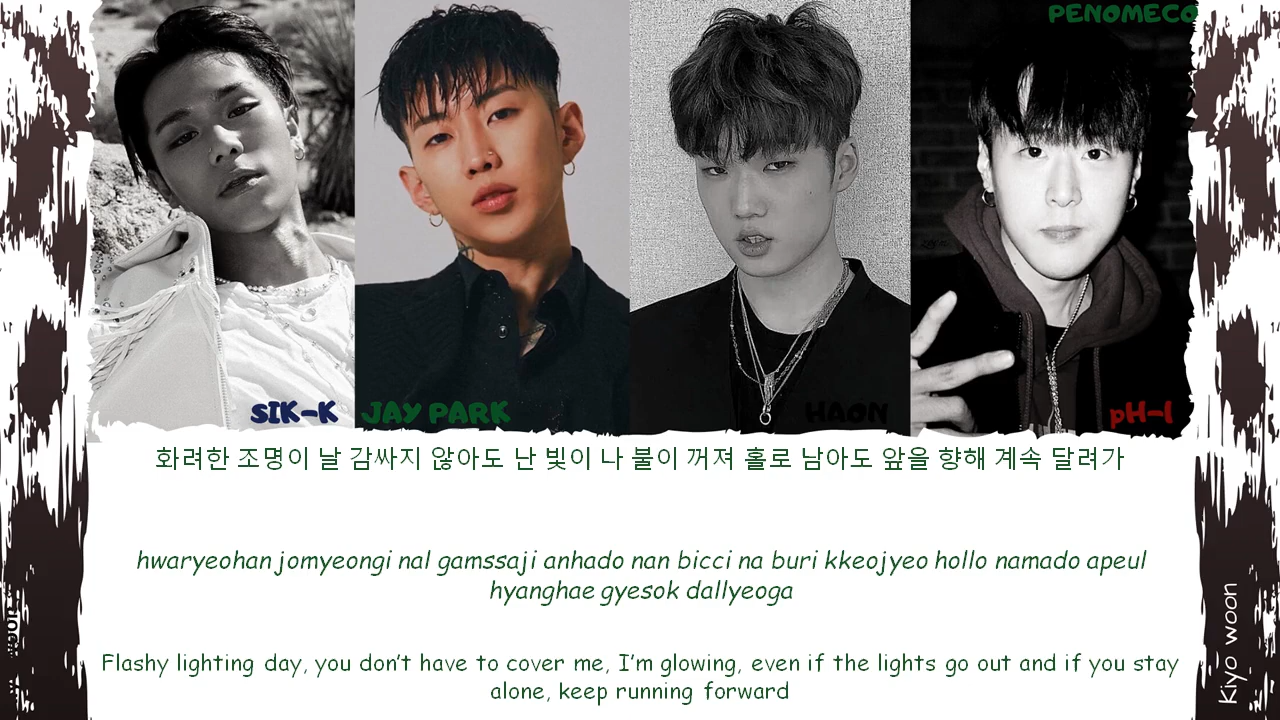 PENOMECO
sIK-K
JAY PARK
HAON
pH-1
화려한 조명이 날 감싸지 않아도 난 빛이 나 불이 꺼져 홀로 남아도 앞을 향해 계속 달려가
hwaryeohan jomyeongi nal gamssaji anhado nan bicci na buri kkeojyeo hollo namado apeul
hyanghae gyesok dallyeoga
Flashy lighting day, you don't have to cover me, I'm glowing, even if the lights go out and if you stay
alone, keep running forward
Kiyo woon